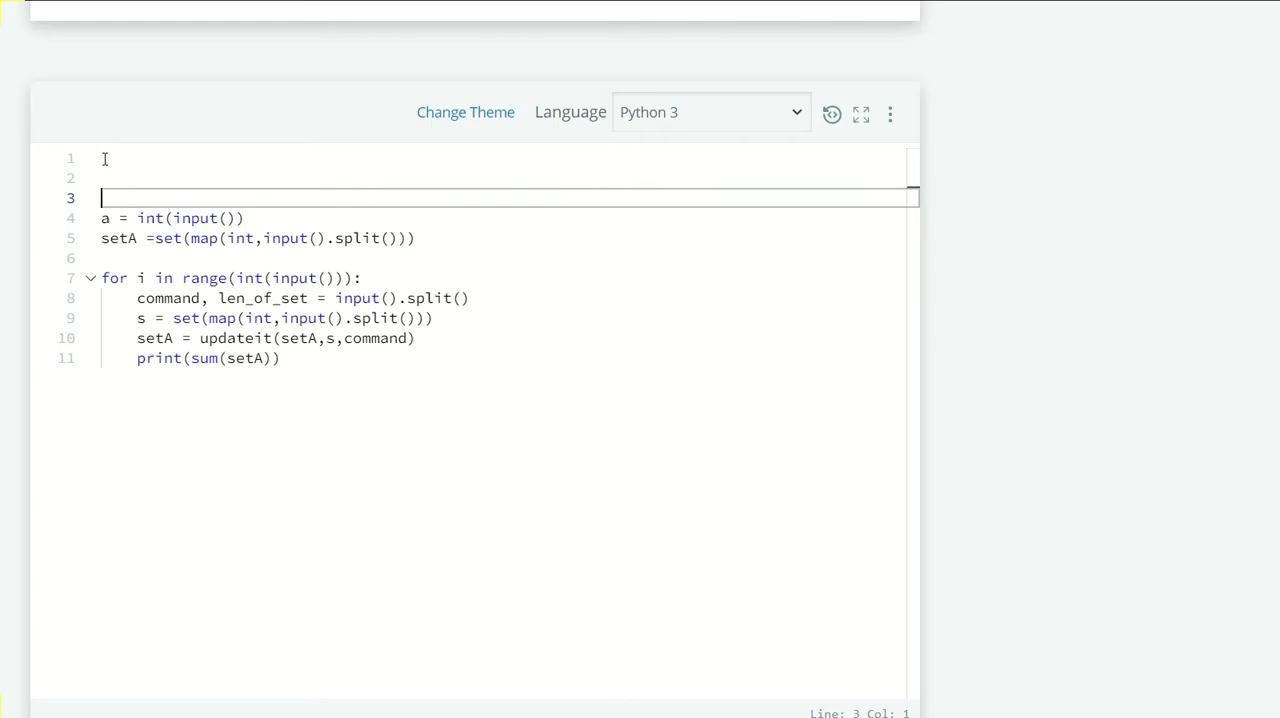 Change Theme Language Python 3
1
2
3
4 a = int(input())
5 setA =set(map(int,input().split()))
6
7 for i in range(int(input())):
8 command, len_of_set = input().split()
9 s = set(map(int,input().split()))
10 setA = updateit(setA,s,command)
11 print(sum(setA))
Line: 3 Col: 1